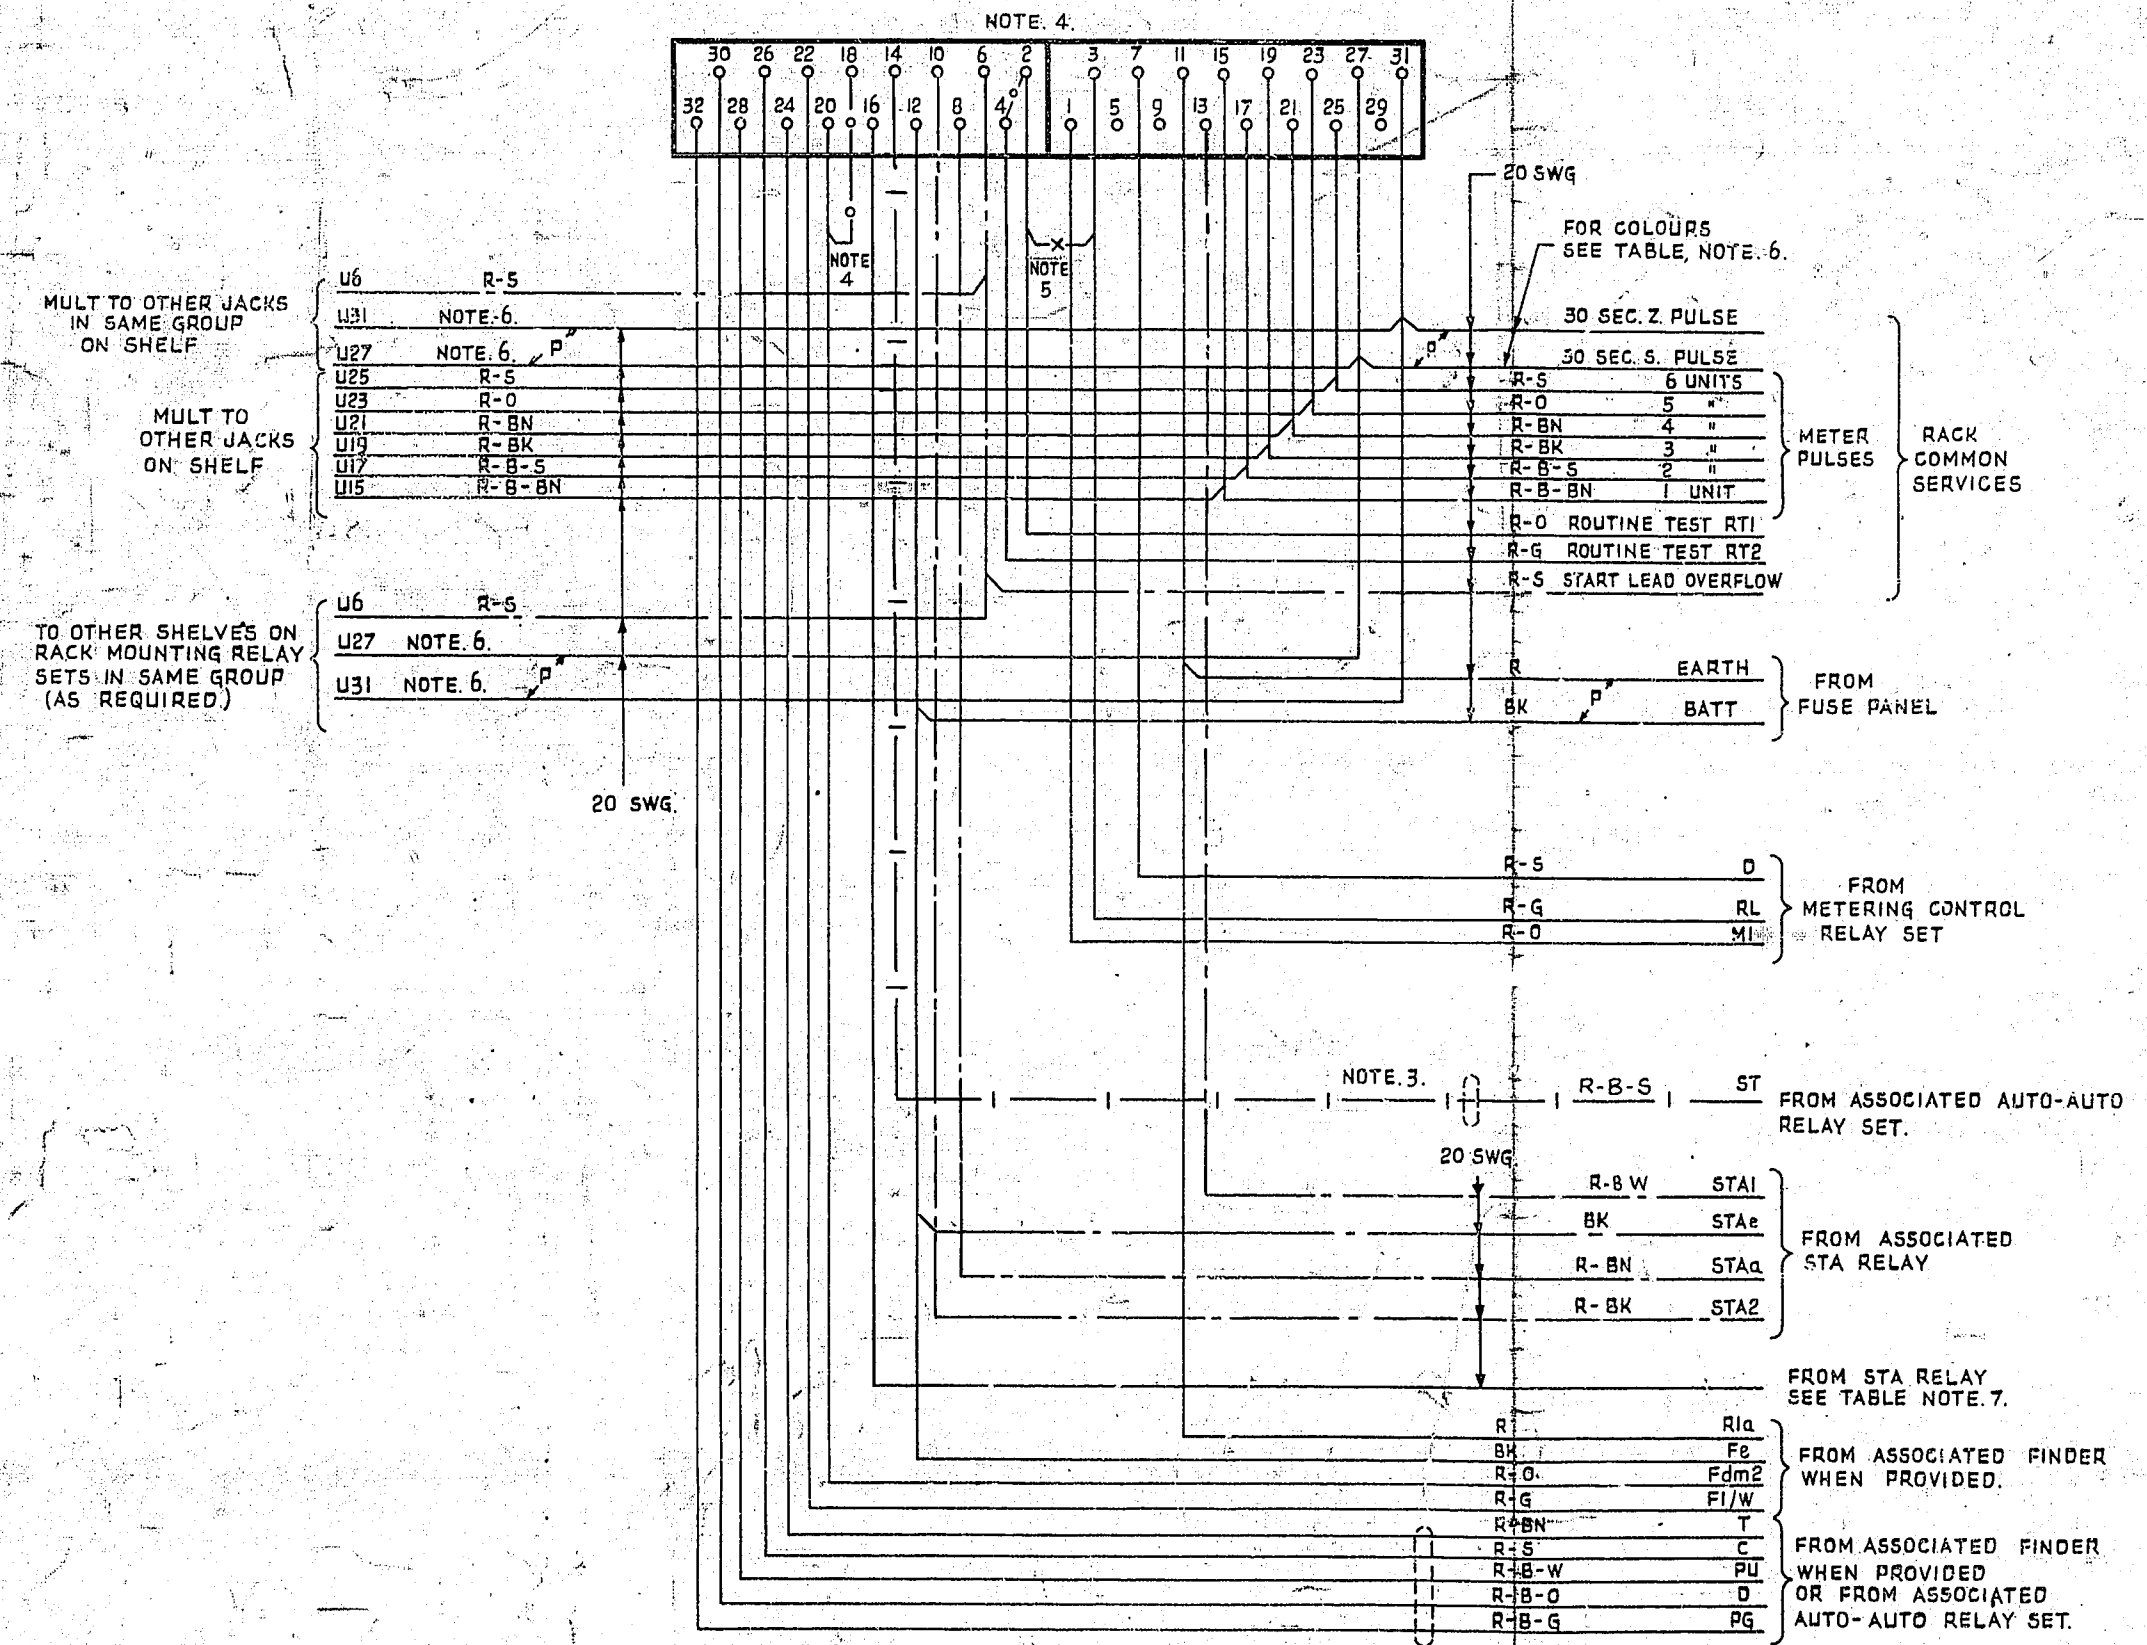 NOTE. 4.
30 26 22 18 14 10 6 2 3 7 11 15 19 23 27 31
32 28 24 20 16 12 8 4 1 5 9 13 17 21 25 29
20 SWG
FOR COLOURS
SEE TABLE, NOTE. 6.
NOTE
4
NOTE
5
MULT TO OTHER JACKS
IN SAME GROUP
ON SHELF
U6 R-S
U31 NOTE. 6.
P
U27 NOTE. 6.
MULT TO
OTHER JACKS
ON SHELF
U25 R-S
U23 R-O
U21 R-BN
U19 R-BK
U17 R-B-S
U15 R-B-BN
30 SEC. Z. PULSE
P
30 SEC. S. PULSE
R-S 6 UNITS
R-O 5 "
R-BN 4 "
R-BK 3 "
R-B-S 2 "
R-B-BN 1 UNIT
METER
PULSES
R-O ROUTINE TEST RT1
R-G ROUTINE TEST RT2
R-S START LEAD OVERFLOW
RACK
COMMON
SERVICES
TO OTHER SHELVES ON
RACK MOUNTING RELAY
SETS IN SAME GROUP
(AS REQUIRED.)
U6 R-S
U27 NOTE. 6.
P
U31 NOTE. 6.
20 SWG.
R EARTH
P
BK BATT
FROM
FUSE PANEL
R-S D
R-G RL
R-O M1
FROM
METERING CONTROL
RELAY SET
NOTE. 3.
R-B-S ST
FROM ASSOCIATED AUTO-AUTO
RELAY SET.
20 SWG
R-B W STA1
BK STAe
R-BN STAa
R-BK STA2
FROM ASSOCIATED
STA RELAY
FROM STA RELAY
SEE TABLE NOTE. 7.
R R1a
BK Fe
R-O Fdm2
R-G F1/W
FROM ASSOCIATED FINDER
WHEN PROVIDED.
R-BN T
R-S C
R-B-W PU
R-B-O D
R-B-G PG
FROM ASSOCIATED FINDER
WHEN PROVIDED
OR FROM ASSOCIATED
AUTO-AUTO RELAY SET.